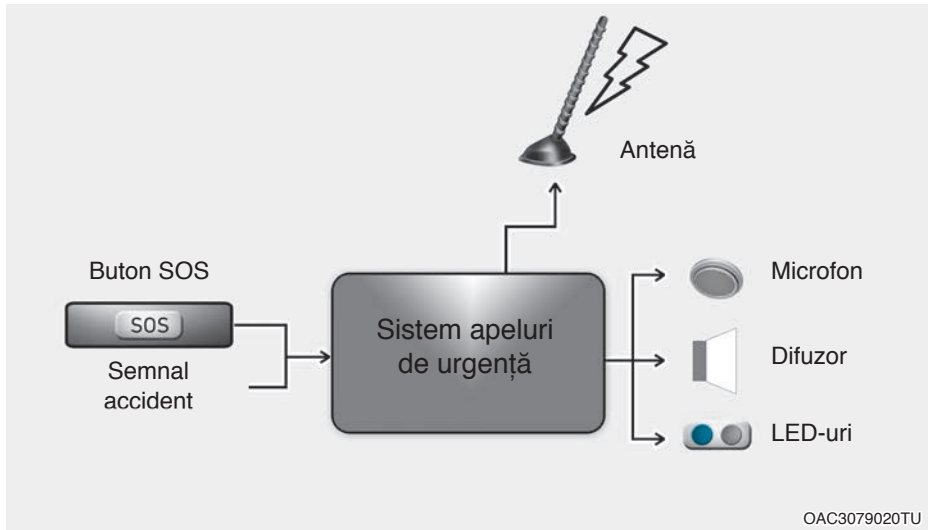 Antenă
Buton SOS
SOS
Semnal
accident
Sistem apeluri
de urgență
Microfon
Difuzor
LED-uri
OAC3079020TU